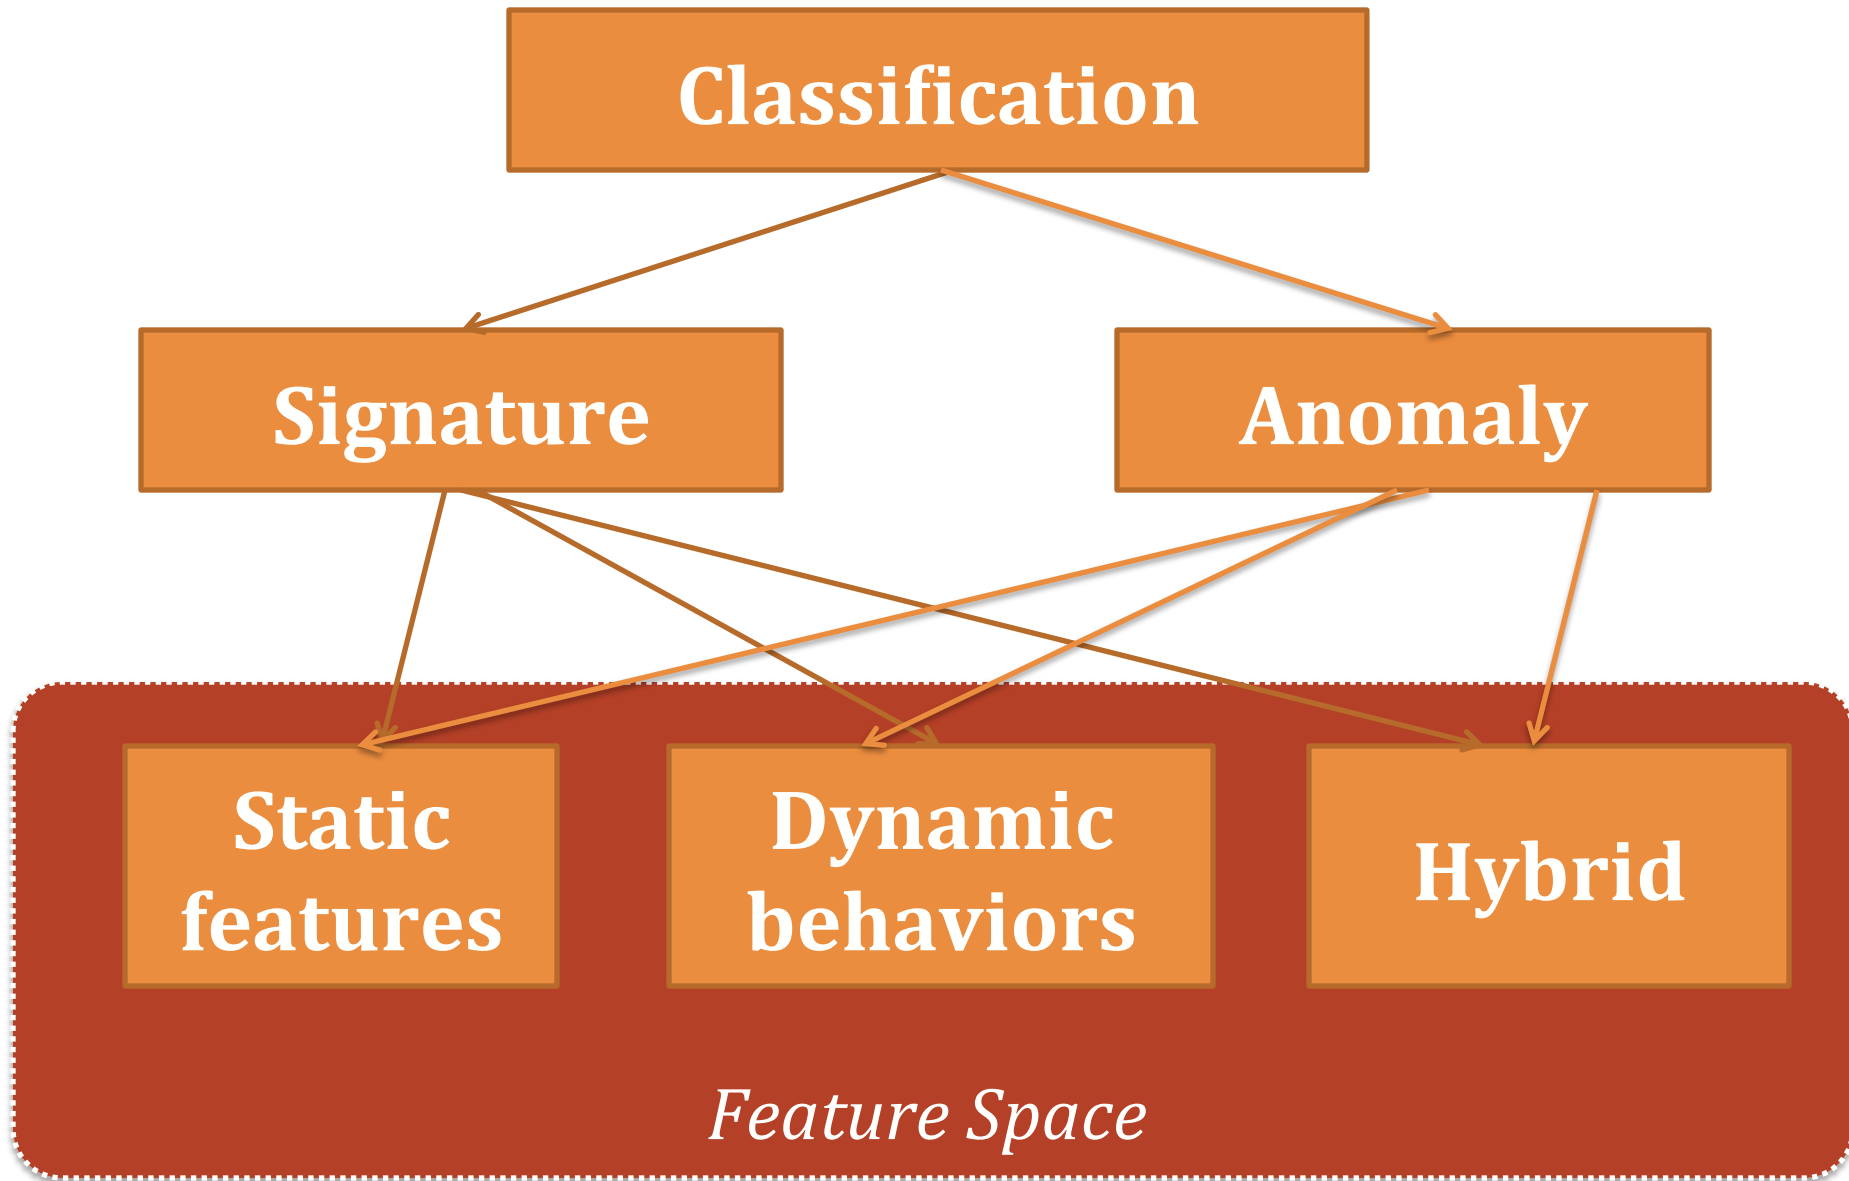 Classification
Signature
Anomaly
Static
features
Dynamic
behaviors
Hybrid
Feature Space